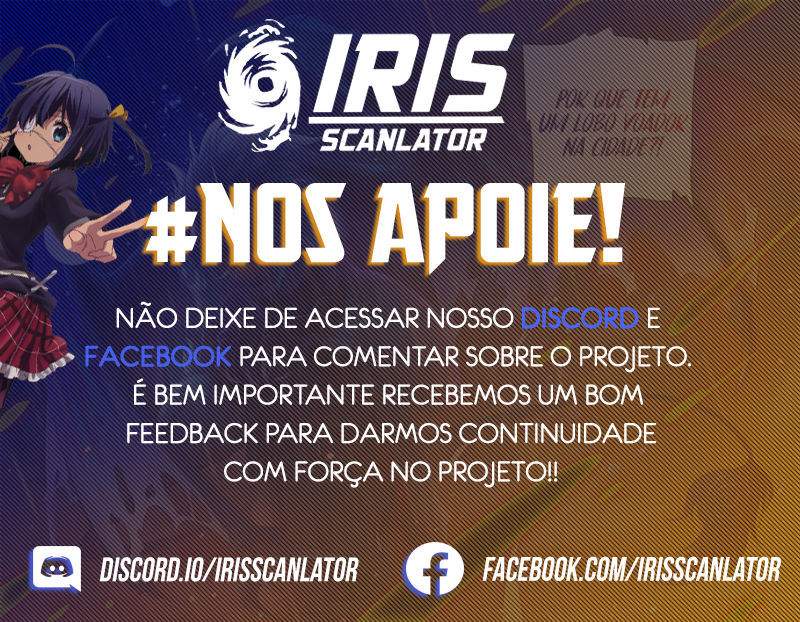 IRIS
SCANLATOR
POR QUE TEM
UM LOBO VOADOR
NA CIDADE?!
#NOS APOIE!
NÃO DEIXE DE ACESSAR NOSSO DISCORD E
FACEBOOK PARA COMENTAR SOBRE O PROJETO.
É BEM IMPORTANTE RECEBEMOS UM BOM
FEEDBACK PARA DARMOS CONTINUIDADE
COM FORÇA NO PROJETO!!
DISCORD.IO/IRISSCANLATOR
FACEBOOK.COM/IRISSCANLATOR